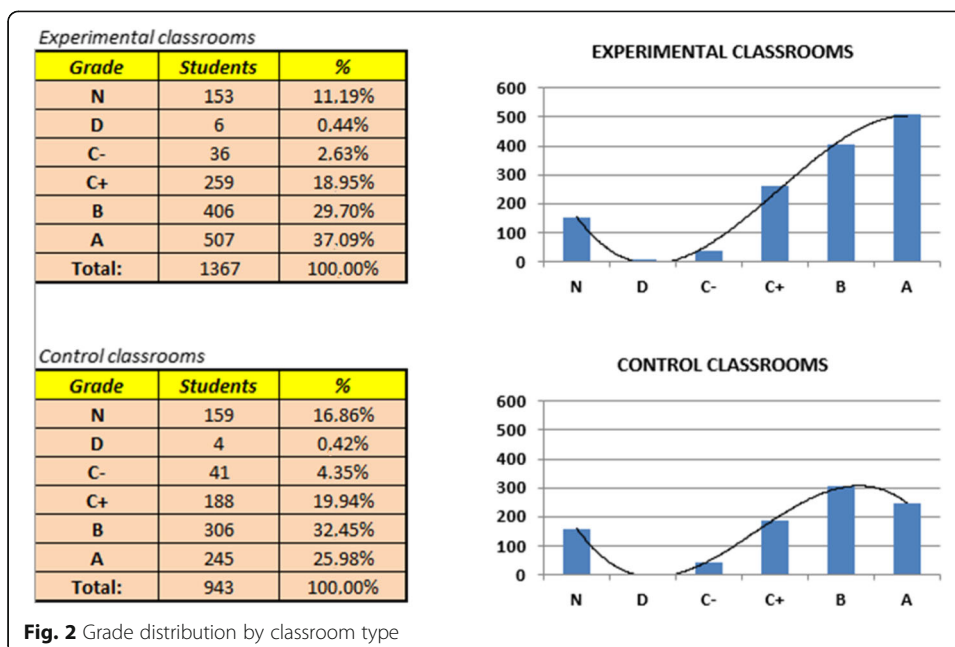 Experimental classrooms
Grade Students %
N 153 11.19%
D 6 0.44%
C- 36 2.63%
C+ 259 18.95%
B 406 29.70%
A 507 37.09%
Total: 1367 100.00%
EXPERIMENTAL CLASSROOMS
600
500
400
300
200
100
0
N D C- C+ B A
Control classrooms
Grade Students %
N 159 16.86%
D 4 0.42%
C- 41 4.35%
C+ 188 19.94%
B 306 32.45%
A 245 25.98%
Total: 943 100.00%
CONTROL CLASSROOMS
600
500
400
300
200
100
0
N D C- C+ B A
Fig. 2 Grade distribution by classroom type